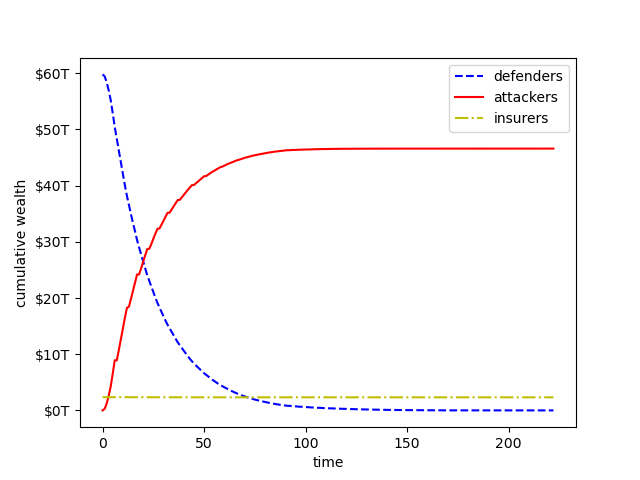 defenders
attackers
insurers
$60T
$50T
$40T
$30T
$20T
$10T
$0T
cumulative wealth
0
50
100
150
200
time